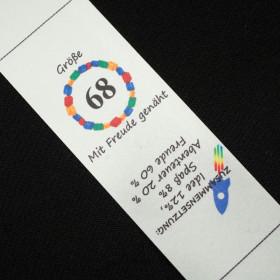 Größe
68
Mit Freude genäht
ZUSAMMENSETZUNG:
Idee 12%,
Spaß 8%
Abenteuer 20 %
Freude 60 %